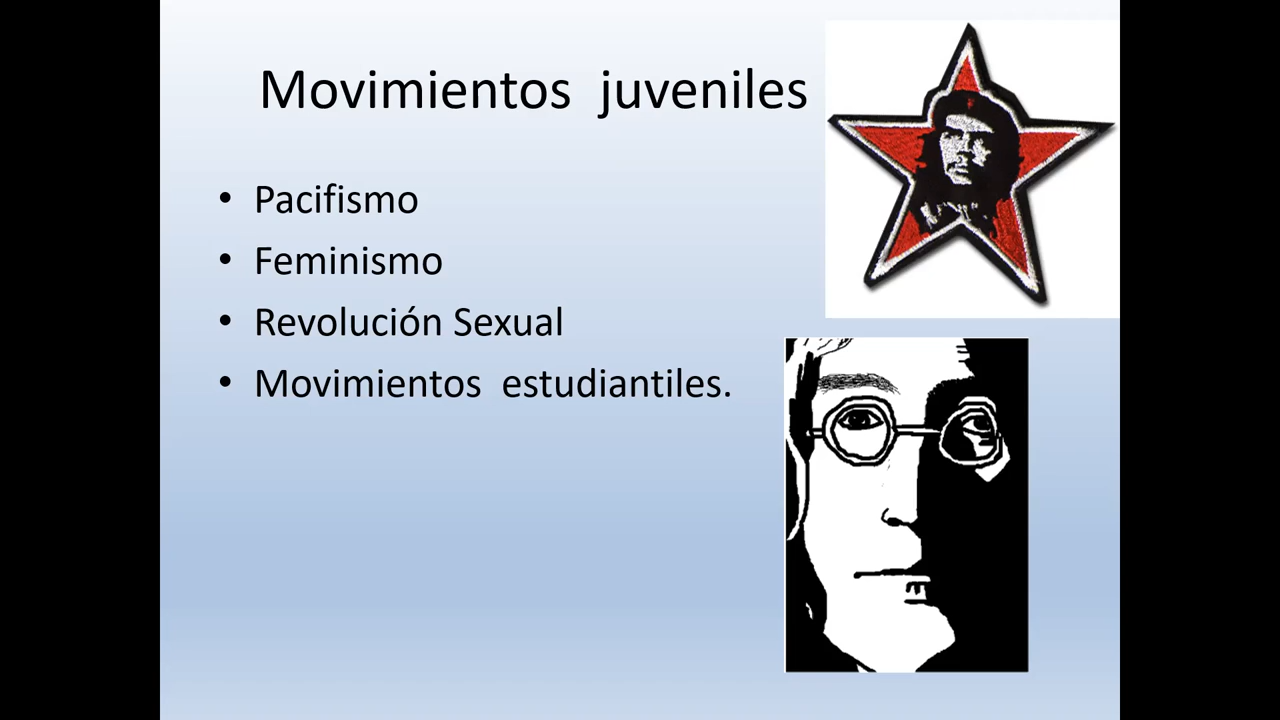 Movimientos juveniles
• Pacifismo
• Feminismo
• Revolución Sexual
• Movimientos estudiantiles.